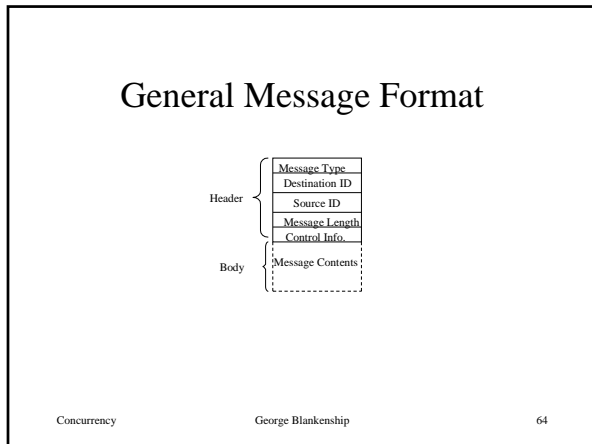 General Message Format
Message Type
Destination ID
Header
Source ID
Message Length
Control Info.
Body
Message Contents
Concurrency George Blankenship 64